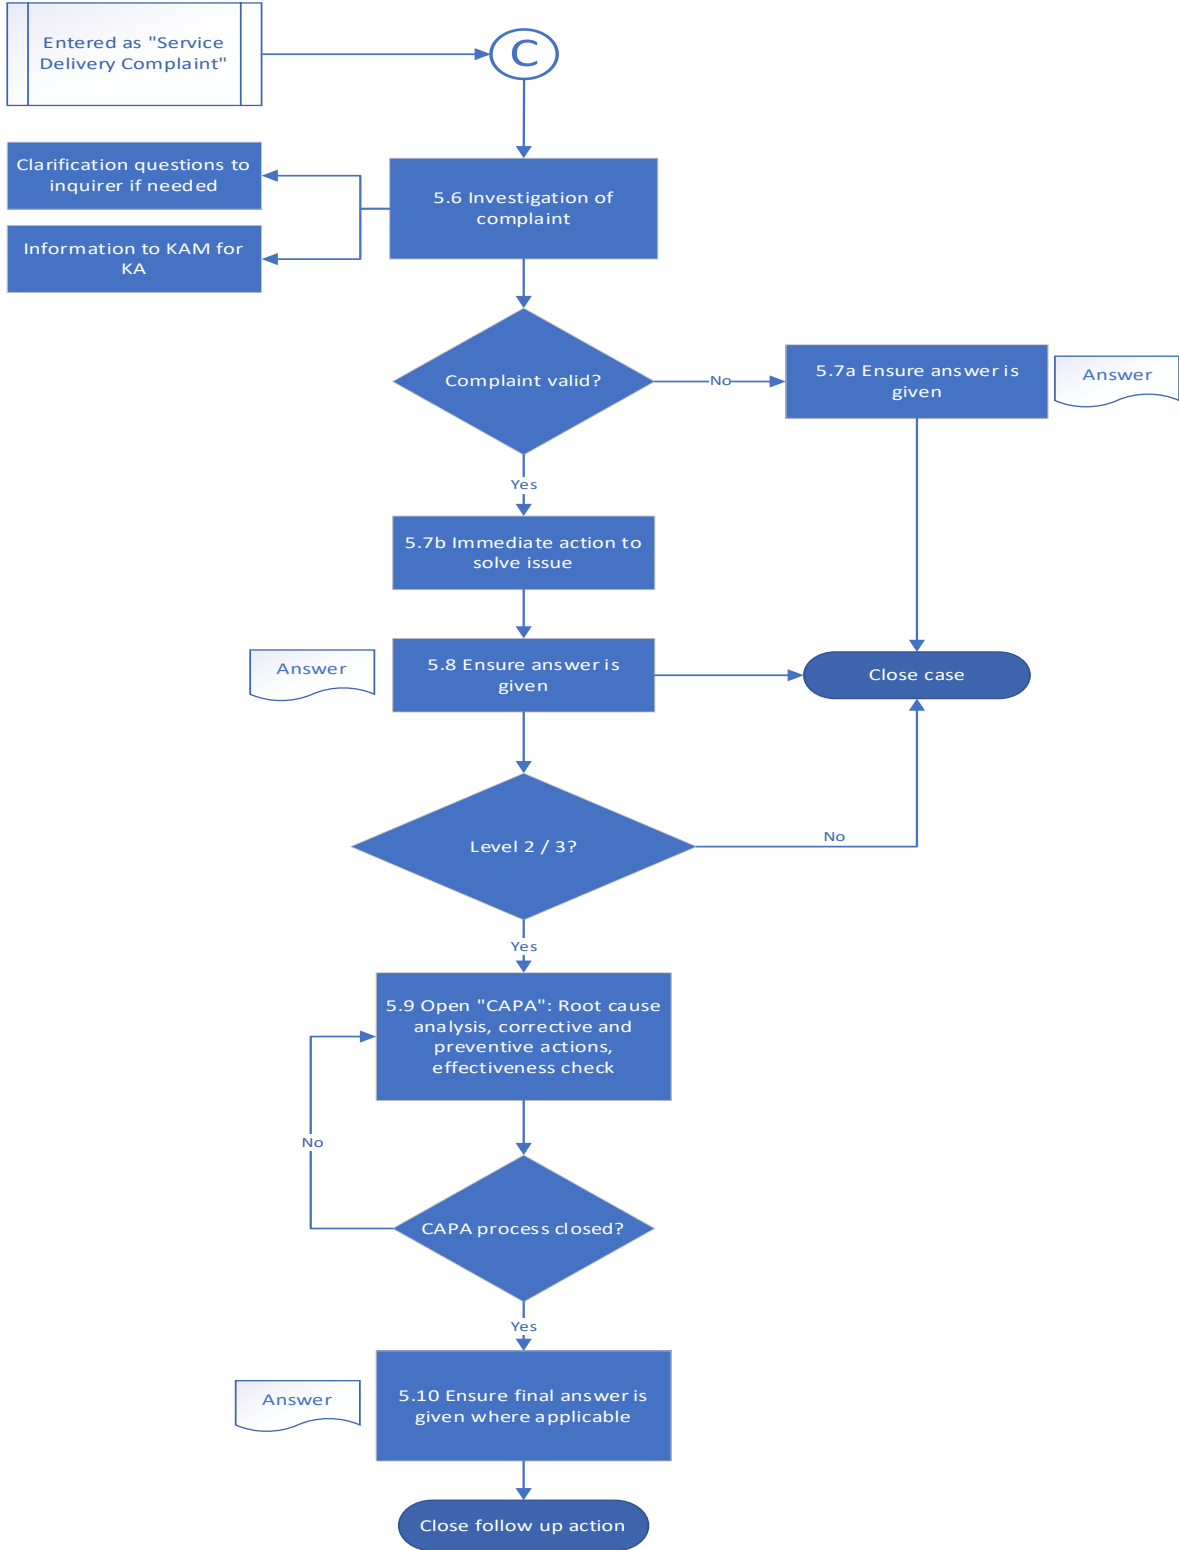 Entered as "Service
Delivery Complaint"
C
Clarification questions to
inquirer if needed
5.6 Investigation of
complaint
Information to KAM for
KA
Complaint valid?
No
5.7a Ensure answer is
given
Answer
Yes
5.7b Immediate action to
solve issue
Answer
5.8 Ensure answer is
given
Close case
Level 2 / 3?
No
Yes
5.9 Open "CAPA": Root cause
analysis, corrective and
preventive actions,
effectiveness check
No
CAPA process closed?
Yes
Answer
5.10 Ensure final answer is
given where applicable
Close follow up action